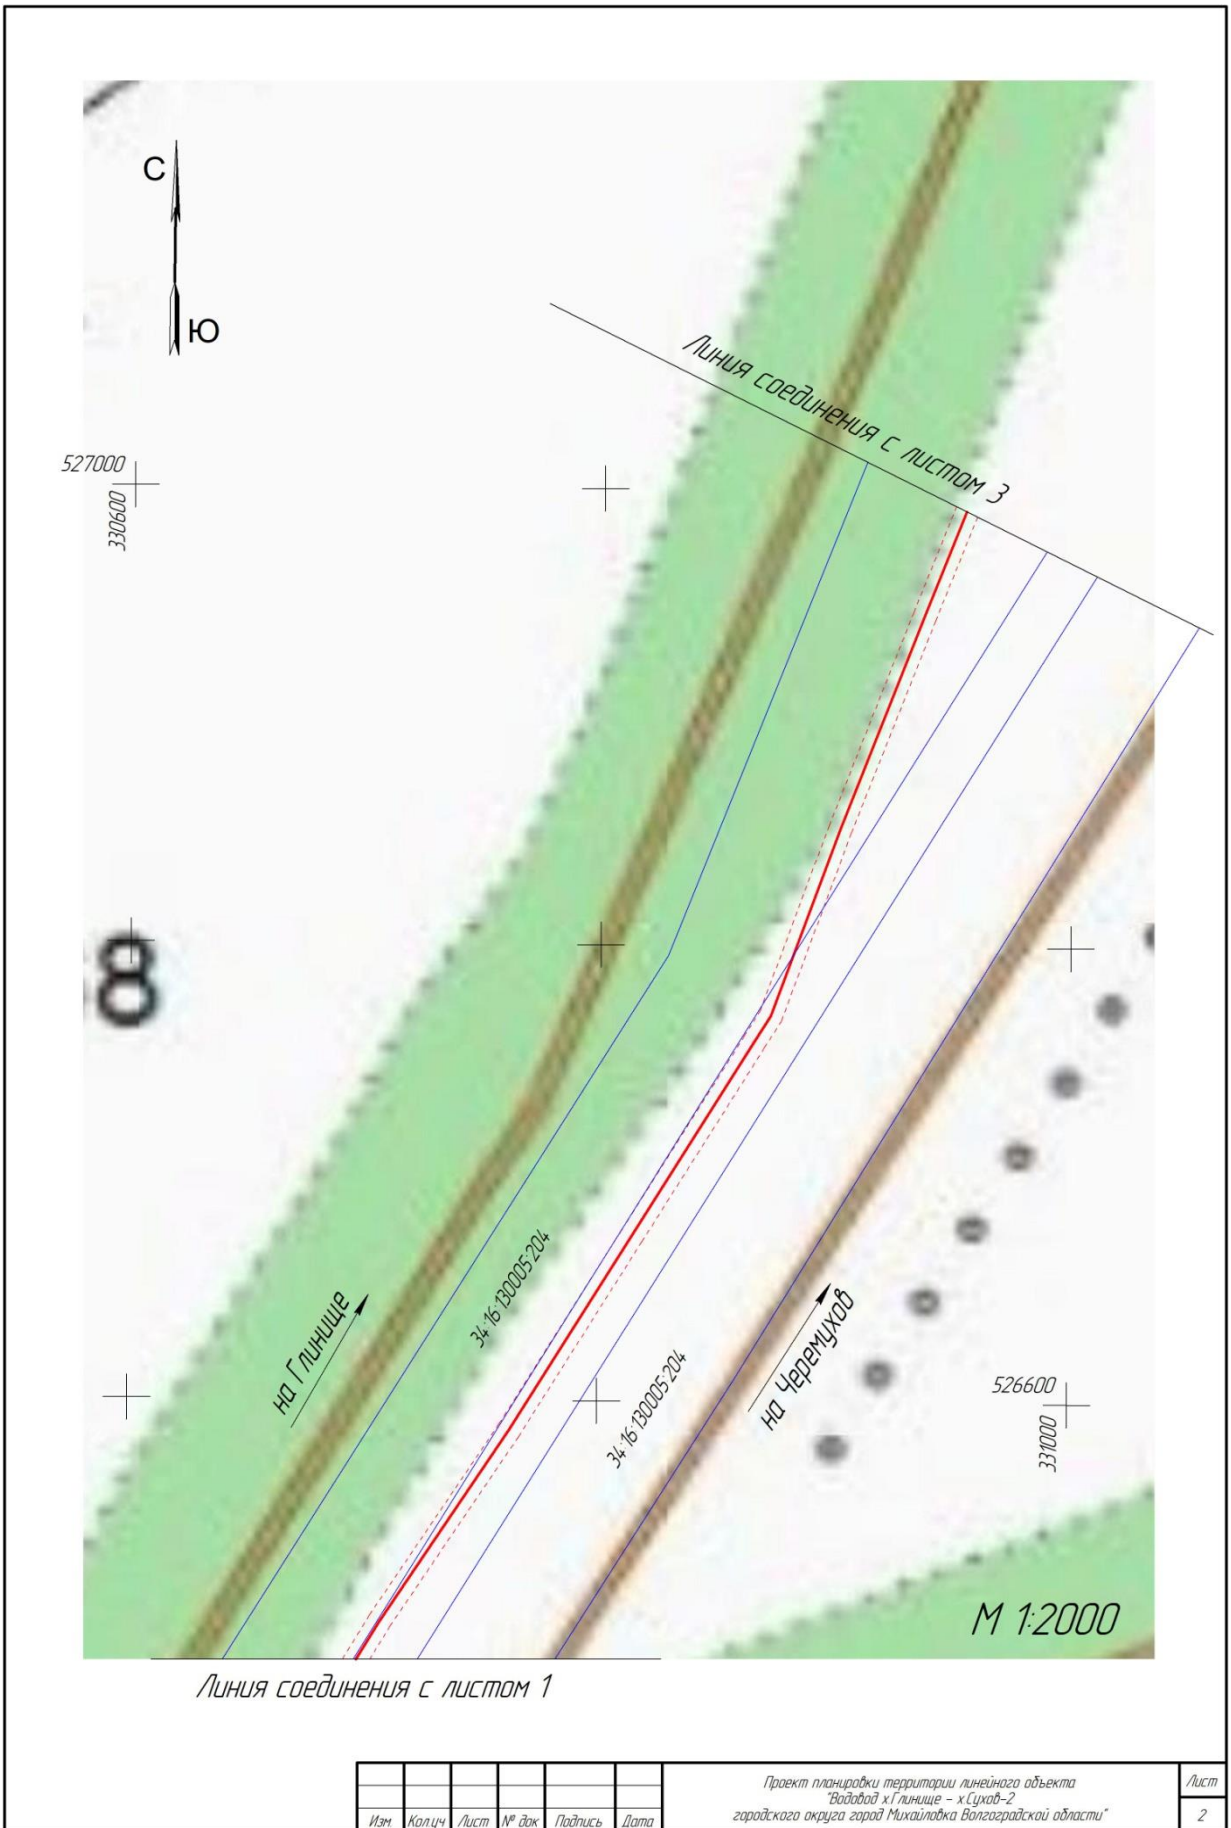 С
Ю
Линия соединения с листом 3
527000
330600
8
34:16:130005:204
на Глинище
34:16:130005:204
на Черемухов
526600
331000
М 1:2000
Линия соединения с листом 1
Изм Кол.уч Лист № док Подпись Дата
Проект планировки территории линейного объекта
"Водовод х.Глинище – х.Сухов-2
городского округа город Михайловка Волгоградской области"
Лист
2